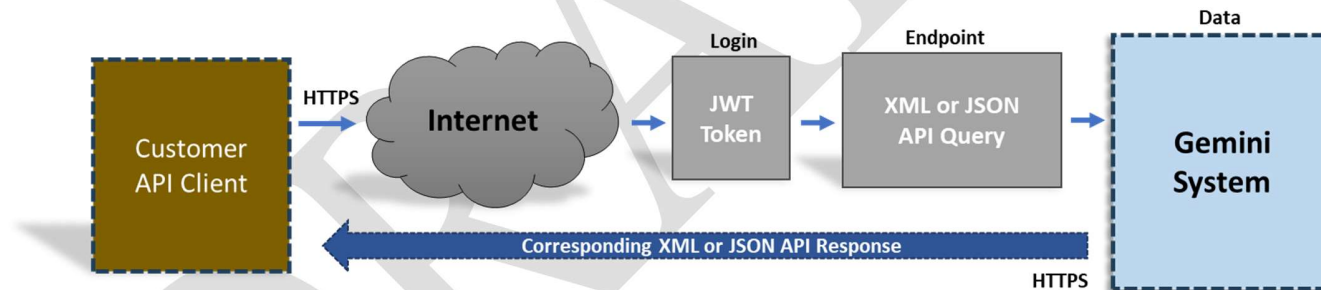 Data
Login
Endpoint
HTTPS
Customer
API Client
Internet
JWT
Token
XML or JSON
API Query
Gemini
System
Corresponding XML or JSON API Response
HTTPS